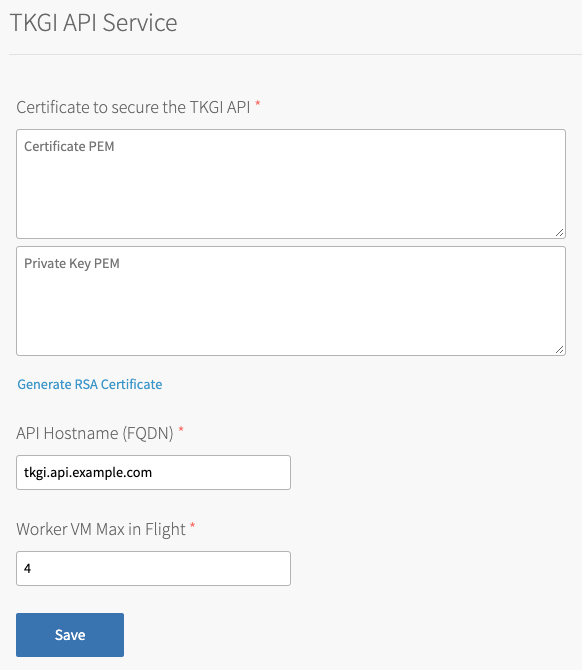 TKGI API Service
Certificate to secure the TKGI API *
Certificate PEM
Private Key PEM
Generate RSA Certificate
API Hostname (FQDN) *
tkgi.api.example.com
Worker VM Max in Flight *
4
Save